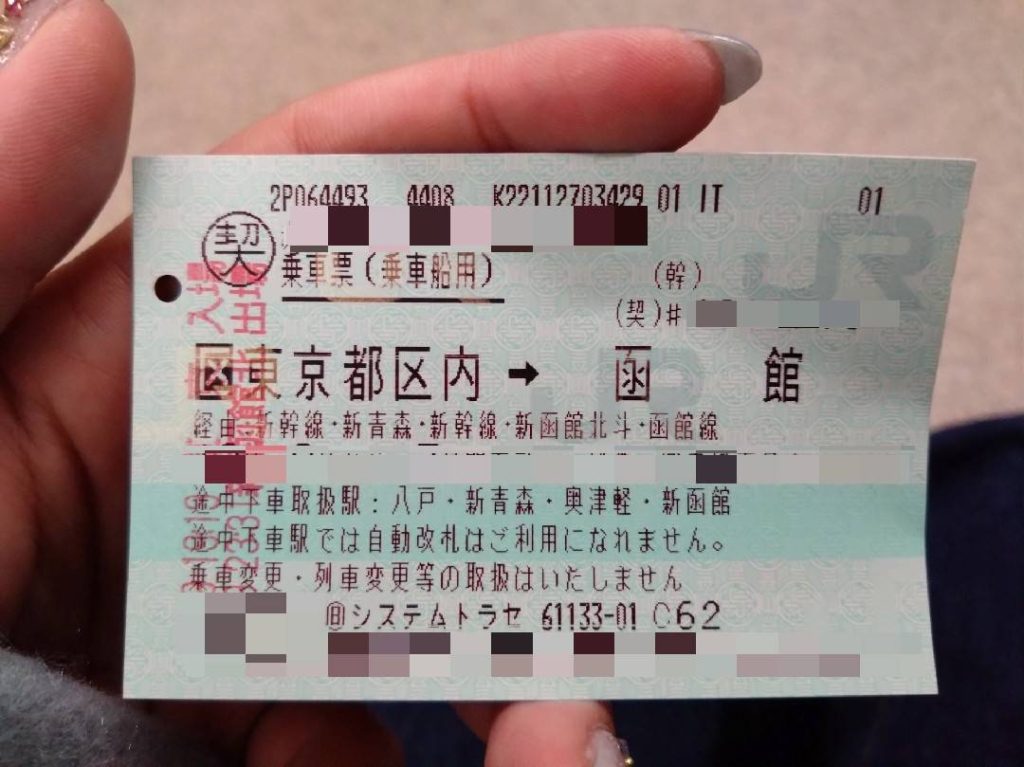 2P064493 4408 K22112703429 01 IT 01
契
乗車票(乗車船用) (幹)
(契)#
東京都区内 → 函館
経由:新幹線・新青森・新幹線・新函館北斗・函館線
途中下車取扱駅:八戸・新青森・奥津軽・新函館
途中下車駅では自動改札はご利用になれません。
乗車変更・列車変更等の取扱はいたしません
システムトラセ 61133-01 C62
JR